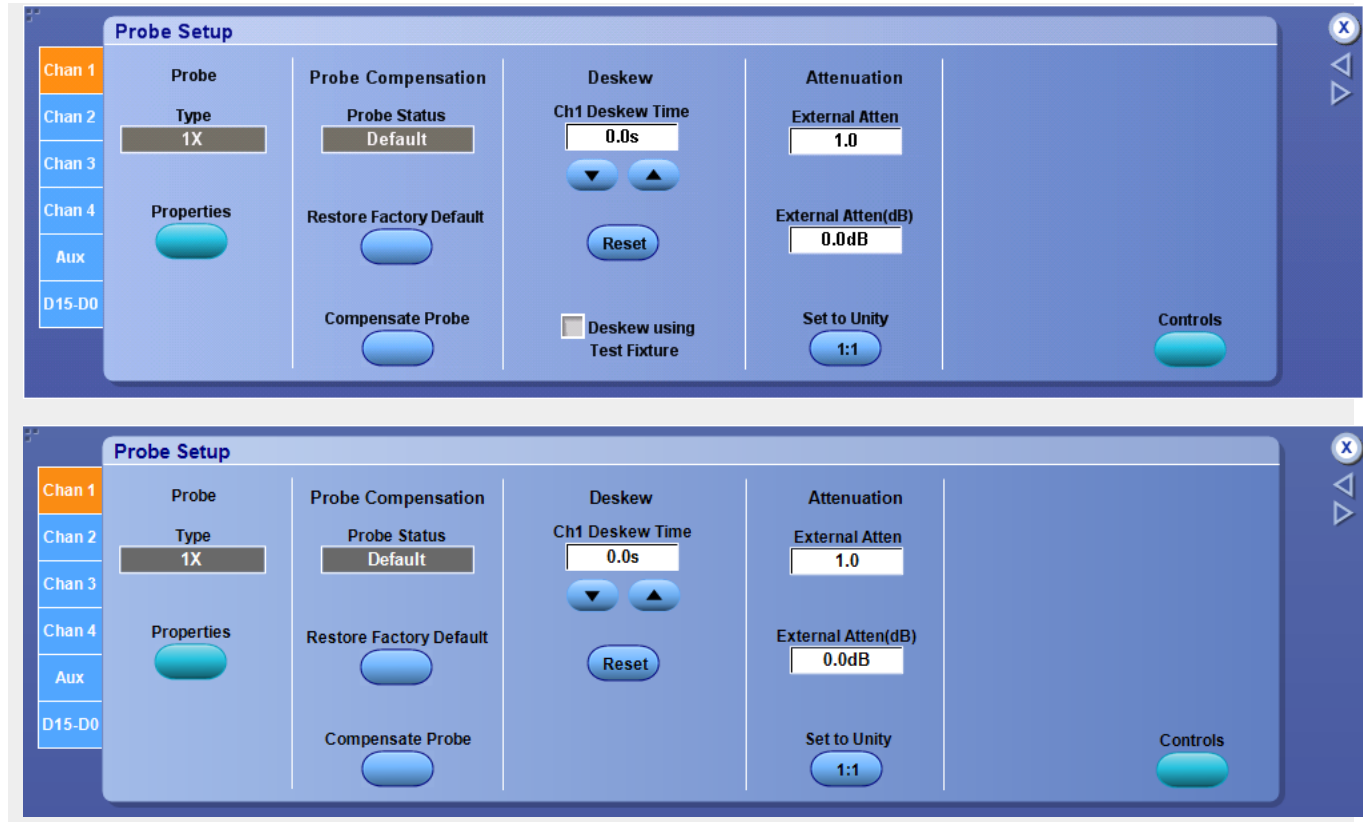 Probe Setup
X
Chan 1
Chan 2
Chan 3
Chan 4
Aux
D15-D0
Probe
Type
1X
Properties
Probe Compensation
Probe Status
Default
Restore Factory Default
Compensate Probe
Deskew
Ch1 Deskew Time
0.0s
Reset
Deskew using
Test Fixture
Attenuation
External Atten
1.0
External Atten(dB)
0.0dB
Set to Unity
1:1
Controls
Probe Setup
X
Chan 1
Chan 2
Chan 3
Chan 4
Aux
D15-D0
Probe
Type
1X
Properties
Probe Compensation
Probe Status
Default
Restore Factory Default
Compensate Probe
Deskew
Ch1 Deskew Time
0.0s
Reset
Attenuation
External Atten
1.0
External Atten(dB)
0.0dB
Set to Unity
1:1
Controls